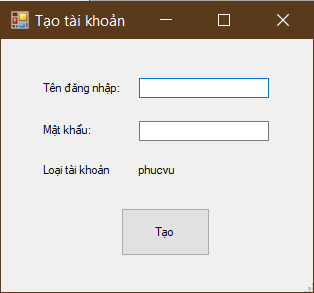 Tạo tài khoản
Tên đăng nhập:
Mật khẩu:
Loại tài khoản phucvu
Tạo